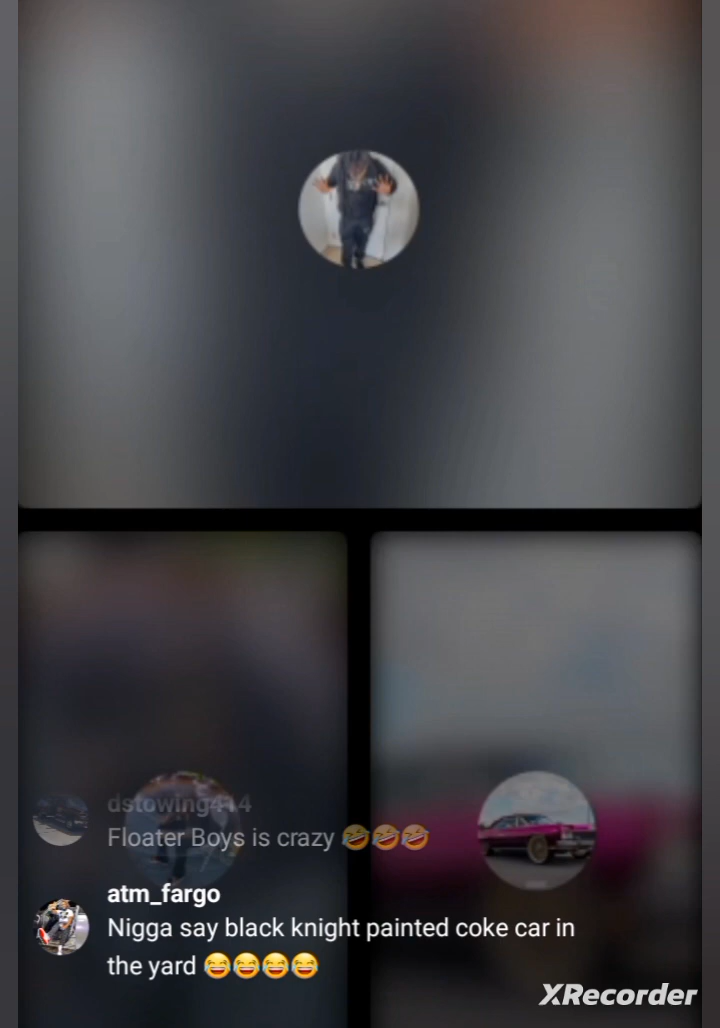 dstowing414
Floater Boys is crazy 🤣🤣🤣
atm_fargo
Nigga say black knight painted coke car in
the yard 😂😂😂😂
XRecorder